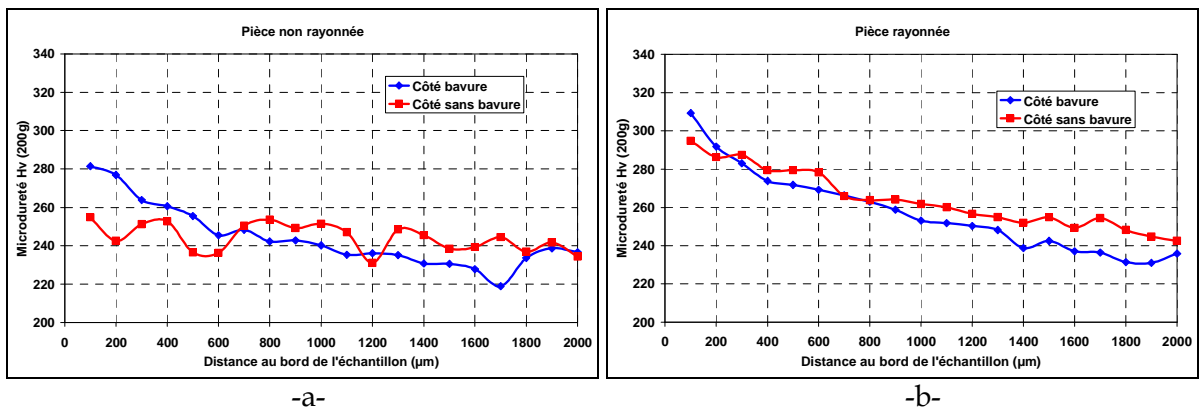 Pièce non rayonnée
340
320
300
280
260
240
220
200
Microdureté Hv (200g)
Côté bavure
Côté sans bavure
0 200 400 600 800 1000 1200 1400 1600 1800 2000
Distance au bord de l'échantillon (µm)
-a-
Pièce rayonnée
340
320
300
280
260
240
220
200
Microdureté Hv (200g)
Côté bavure
Côté sans bavure
0 200 400 600 800 1000 1200 1400 1600 1800 2000
Distance au bord de l'échantillon (µm)
-b-